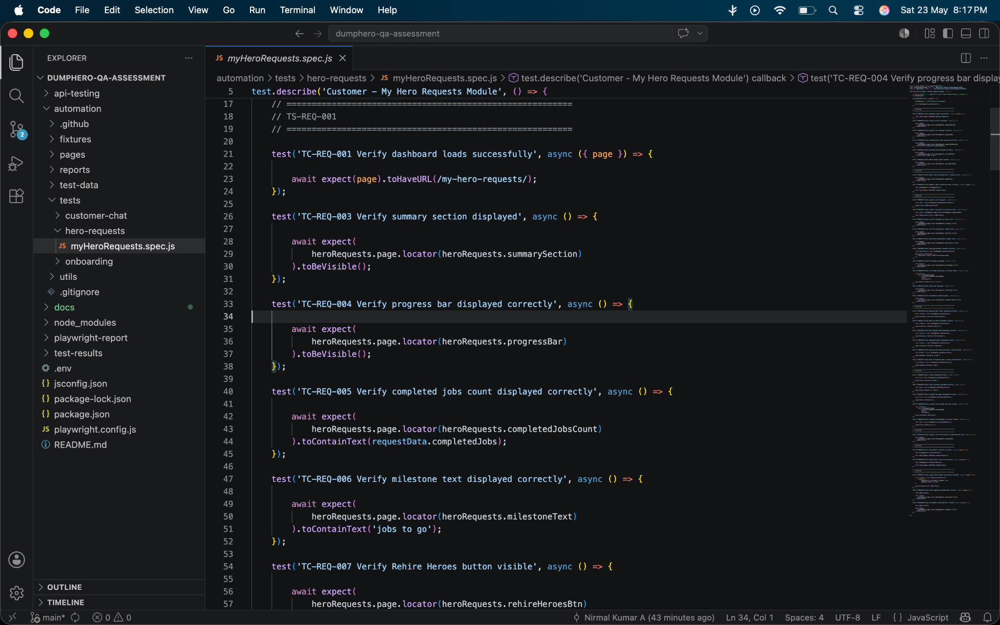 Code File Edit Selection View Go Run Terminal Window Help Sat 23 May 8:17 PM
dumphero-qa-assessment
EXPLORER
DUMPHERO-QA-ASSESSMENT
api-testing
automation
.github
fixtures
pages
reports
test-data
tests
customer-chat
hero-requests
JS myHeroRequests.spec.js
onboarding
utils
.gitignore
docs
node_modules
playwright-report
test-results
.env
{} jsconfig.json
{} package-lock.json
{} package.json
JS playwright.config.js
README.md
OUTLINE
TIMELINE
2
JS myHeroRequests.spec.js
automation > tests > hero-requests > JS myHeroRequests.spec.js > test.describe('Customer - My Hero Requests Module') callback > test('TC-REQ-004 Verify progress bar display
5 test.describe('Customer – My Hero Requests Module', () => {
17 // =========================================================
18 // TS-REQ-001
19 // =========================================================
20
21 test('TC-REQ-001 Verify dashboard loads successfully', async ({ page }) => {
22
23 await expect(page).toHaveURL(/my-hero-requests/);
24 });
25
26 test('TC-REQ-003 Verify summary section displayed', async () => {
27
28 await expect(
29 heroRequests.page.locator(heroRequests.summarySection)
30 ).toBeVisible();
31 });
32
33 test('TC-REQ-004 Verify progress bar displayed correctly', async () => {
34
35 await expect(
36 heroRequests.page.locator(heroRequests.progressBar)
37 ).toBeVisible();
38 });
39
40 test('TC-REQ-005 Verify completed jobs count displayed correctly', async () => {
41
42 await expect(
43 heroRequests.page.locator(heroRequests.completedJobsCount)
44 ).toContainText(requestData.completedJobs);
45 });
46
47 test('TC-REQ-006 Verify milestone text displayed correctly', async () => {
48
49 await expect(
50 heroRequests.page.locator(heroRequests.milestoneText)
51 ).toContainText('jobs to go');
52 });
53
54 test('TC-REQ-007 Verify Rehire Heroes button visible', async () => {
55
56 await expect(
57 heroRequests.page.locator(heroRequests.rehireHeroesBtn)
main* 0 0 Nirmal Kumar A (43 minutes ago) Ln 34, Col 1 Spaces: 4 UTF-8 LF {} JavaScript